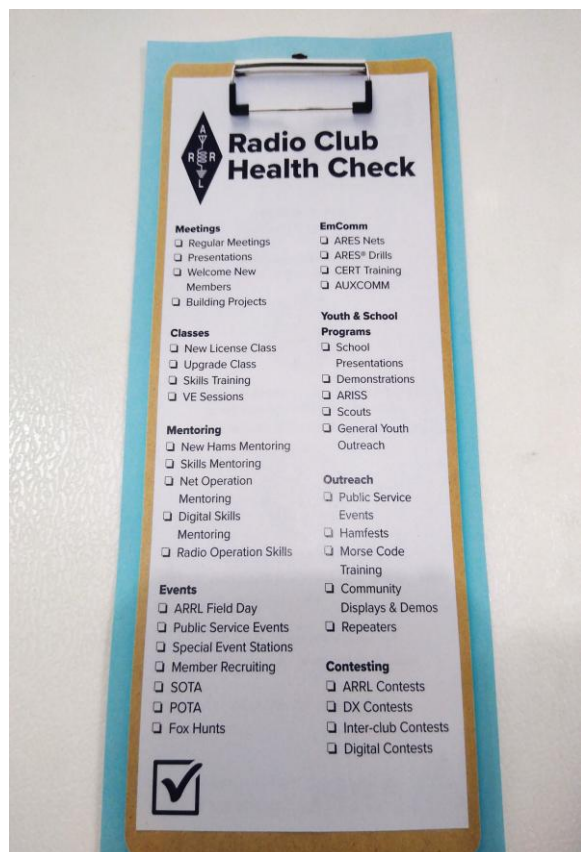 A
R R
L
Radio Club
Health Check
Meetings
❏ Regular Meetings
❏ Presentations
❏ Welcome New
Members
❏ Building Projects
Classes
❏ New License Class
❏ Upgrade Class
❏ Skills Training
❏ VE Sessions
Mentoring
❏ New Hams Mentoring
❏ Skills Mentoring
❏ Net Operation
Mentoring
❏ Digital Skills
Mentoring
❏ Radio Operation Skills
Events
❏ ARRL Field Day
❏ Public Service Events
❏ Special Event Stations
❏ Member Recruiting
❏ SOTA
❏ POTA
❏ Fox Hunts
EmComm
❏ ARES Nets
❏ ARES® Drills
❏ CERT Training
❏ AUXCOMM
Youth & School
Programs
❏ School
Presentations
❏ Demonstrations
❏ ARISS
❏ Scouts
❏ General Youth
Outreach
Outreach
❏ Public Service
Events
❏ Hamfests
❏ Morse Code
Training
❏ Community
Displays & Demos
❏ Repeaters
Contesting
❏ ARRL Contests
❏ DX Contests
❏ Inter-club Contests
❏ Digital Contests